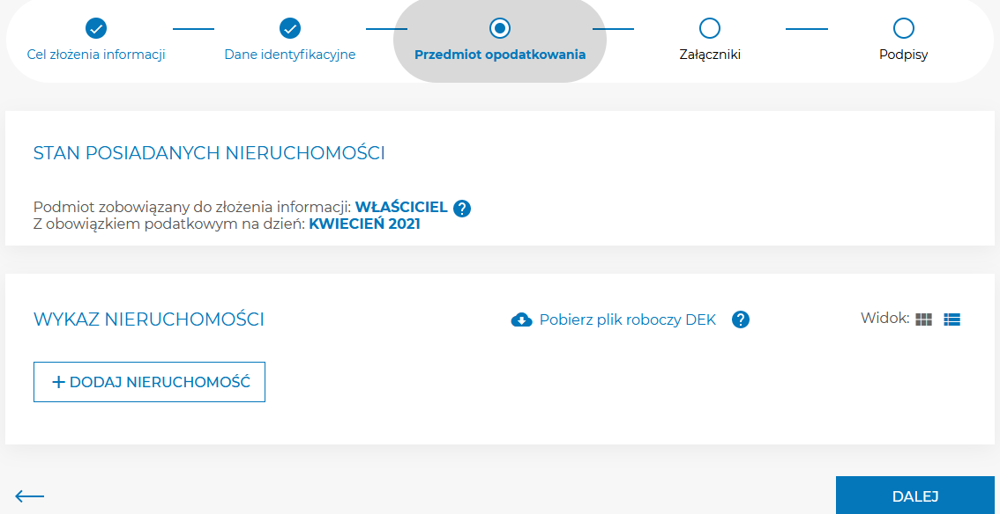 Cel złożenia informacji
Dane identyfikacyjne
Przedmiot opodatkowania
Załączniki
Podpisy
STAN POSIADANYCH NIERUCHOMOŚCI
Podmiot zobowiązany do złożenia informacji: WŁAŚCICIEL ?
Z obowiązkiem podatkowym na dzień: KWIECIEŃ 2021
WYKAZ NIERUCHOMOŚCI
Pobierz plik roboczy DEK ?
Widok:
+ DODAJ NIERUCHOMOŚĆ
DALEJ